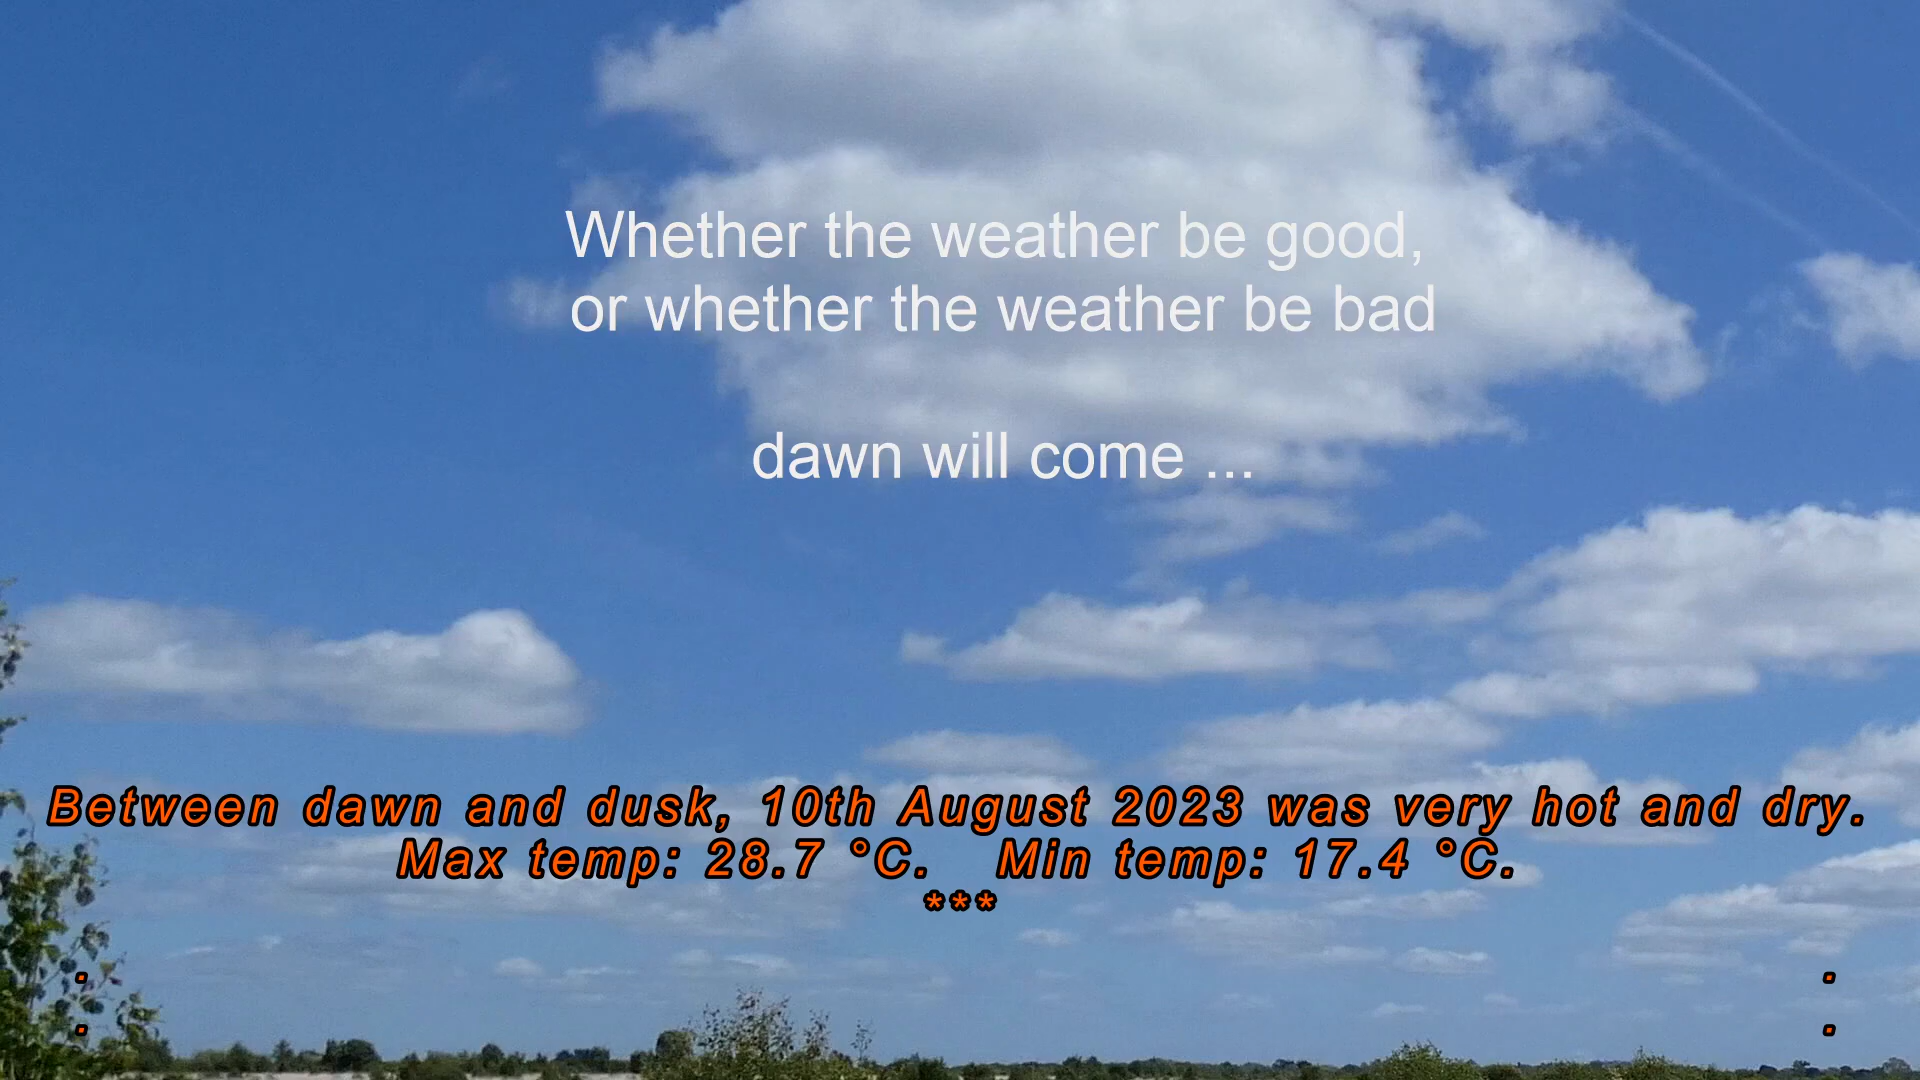 Whether the weather be good,
or whether the weather be bad
dawn will come ...
Between dawn and dusk, 10th August 2023 was very hot and dry.
Max temp: 28.7 °C.   Min temp: 17.4 °C.
***
. .
. .